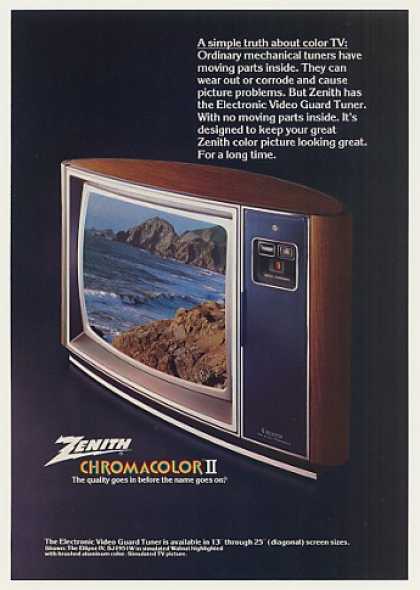 A simple truth about color TV:
Ordinary mechanical tuners have
moving parts inside. They can
wear out or corrode and cause
picture problems. But Zenith has
the Electronic Video Guard Tuner.
With no moving parts inside. It's
designed to keep your great
Zenith color picture looking great.
For a long time.
ZENITH
CHROMACOLOR II
The quality goes in before the name goes on.®
The Electronic Video Guard Tuner is available in 13" through 25" (diagonal) screen sizes.
Shown: The Ellipse IV, SJ1951W in simulated Walnut highlighted
with brushed aluminum color. Simulated TV picture.